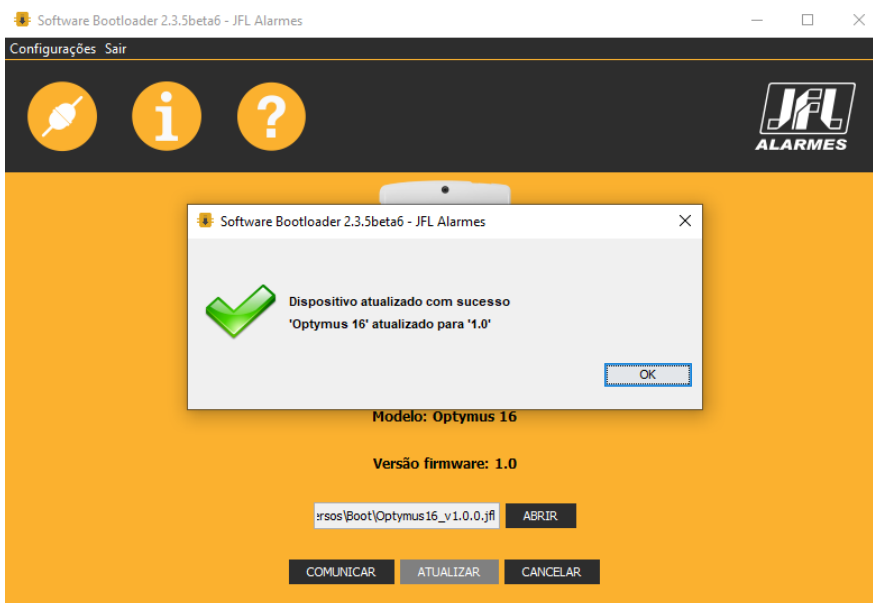 Software Bootloader 2.3.5beta6 - JFL Alarmes
Configurações Sair
JFL
ALARMES
Software Bootloader 2.3.5beta6 - JFL Alarmes
Dispositivo atualizado com sucesso
'Optymus 16' atualizado para '1.0'
OK
Modelo: Optymus 16
Versão firmware: 1.0
ersos\Boot\Optymus16_v1.0.0.jfl ABRIR
COMUNICAR ATUALIZAR CANCELAR